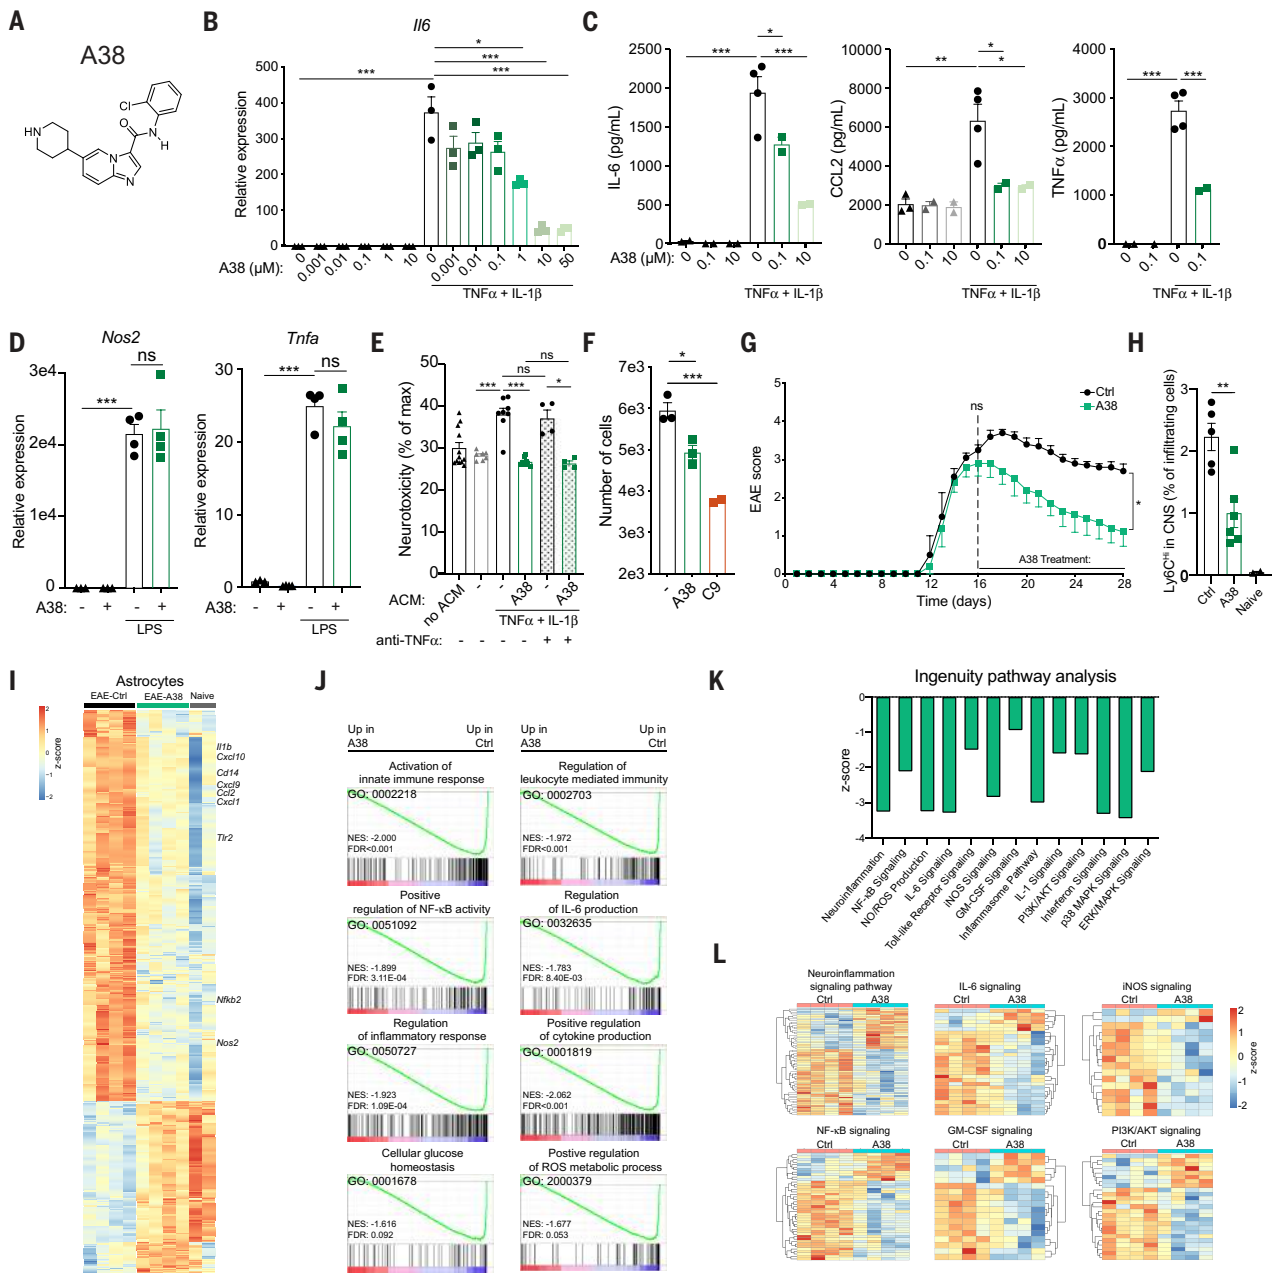 A
A38
Cl
O
N
H
HN
N
N
B
Il6
Relative expression
500
400
300
200
100
0
***
*
***
***
0
0.001
0.01
0.1
1
10
0
0.001
0.01
0.1
1
10
50
A38 (µM):
TNFα + IL-1β
C
IL-6 (pg/mL)
2500
2000
1500
1000
500
0
***
*
***
0
0.1
10
0
0.1
10
A38 (µM):
TNFα + IL-1β
CCL2 (pg/mL)
10000
8000
6000
4000
2000
0
**
*
*
0
0.1
10
0
0.1
10
TNFα + IL-1β
TNFα (pg/mL)
4000
3000
2000
1000
0
***
***
0
0.1
0
0.1
TNFα + IL-1β
D
Nos2
Relative expression
3e4
2e4
1e4
0
***
ns
A38:
- + - +
LPS
Tnfa
Relative expression
30
20
10
0
***
ns
A38:
- + - +
LPS
E
Neurotoxicity (% of max)
50
40
30
20
10
0
ns
ns
*** *** *
ACM:
no ACM
-
-
A38
-
A38
TNFα + IL-1β
anti-TNFα:
- - - - + +
F
Number of cells
7e3
6e3
5e3
4e3
3e3
2e3
*
***
-
A38
C9
G
EAE score
5
4
3
2
1
0
ns
Ctrl
A38
*
A38 Treatment:
0 4 8 12 16 20 24 28
Time (days)
H
Ly6C^Hi in CNS (% of infiltrating cells)
3
2
1
0
**
Ctrl
A38
Naive
I
Astrocytes
EAE-Ctrl EAE-A38 Naive
2
1
0
-1
-2
z-score
Il1b
Cxcl10
Cd14
Cxcl9
Ccl2
Cxcl1
Tlr2
Nfkb2
Nos2
J
Up in A38
Up in Ctrl
Up in A38
Up in Ctrl
Activation of
innate immune response
GO: 0002218
NES: -2.000
FDR<0.001
Regulation of
leukocyte mediated immunity
GO: 0002703
NES: -1.972
FDR<0.001
Positive
regulation of NF-κB activity
GO: 0051092
NES: -1.899
FDR: 3.11E-04
Regulation
of IL-6 production
GO: 0032635
NES: -1.783
FDR: 8.40E-03
Regulation
of inflammatory response
GO: 0050727
NES: -1.923
FDR: 1.09E-04
Positive regulation
of cytokine production
GO: 0001819
NES: -2.062
FDR<0.001
Cellular glucose
homeostasis
GO: 0001678
NES: -1.616
FDR: 0.092
Postive regulation
of ROS metabolic process
GO: 2000379
NES: -1.677
FDR: 0.053
K
Ingenuity pathway analysis
z-score
0
-1
-2
-3
-4
Neuroinflammation
NF-κB Signaling
NO/ROS Production
IL-6 Signaling
Toll-like Receptor Signaling
iNOS Signaling
GM-CSF Signaling
Inflammasome Pathway
IL-1 Signaling
PI3K/AKT Signaling
Interferon Signaling
p38 MAPK Signaling
ERK/MAPK Signaling
L
Neuroinflammation
signaling pathway
Ctrl A38
IL-6 signaling
Ctrl A38
iNOS signaling
Ctrl A38
2
1
0
-1
-2
z-score
NF-κB signaling
Ctrl A38
GM-CSF signaling
Ctrl A38
PI3K/AKT signaling
Ctrl A38